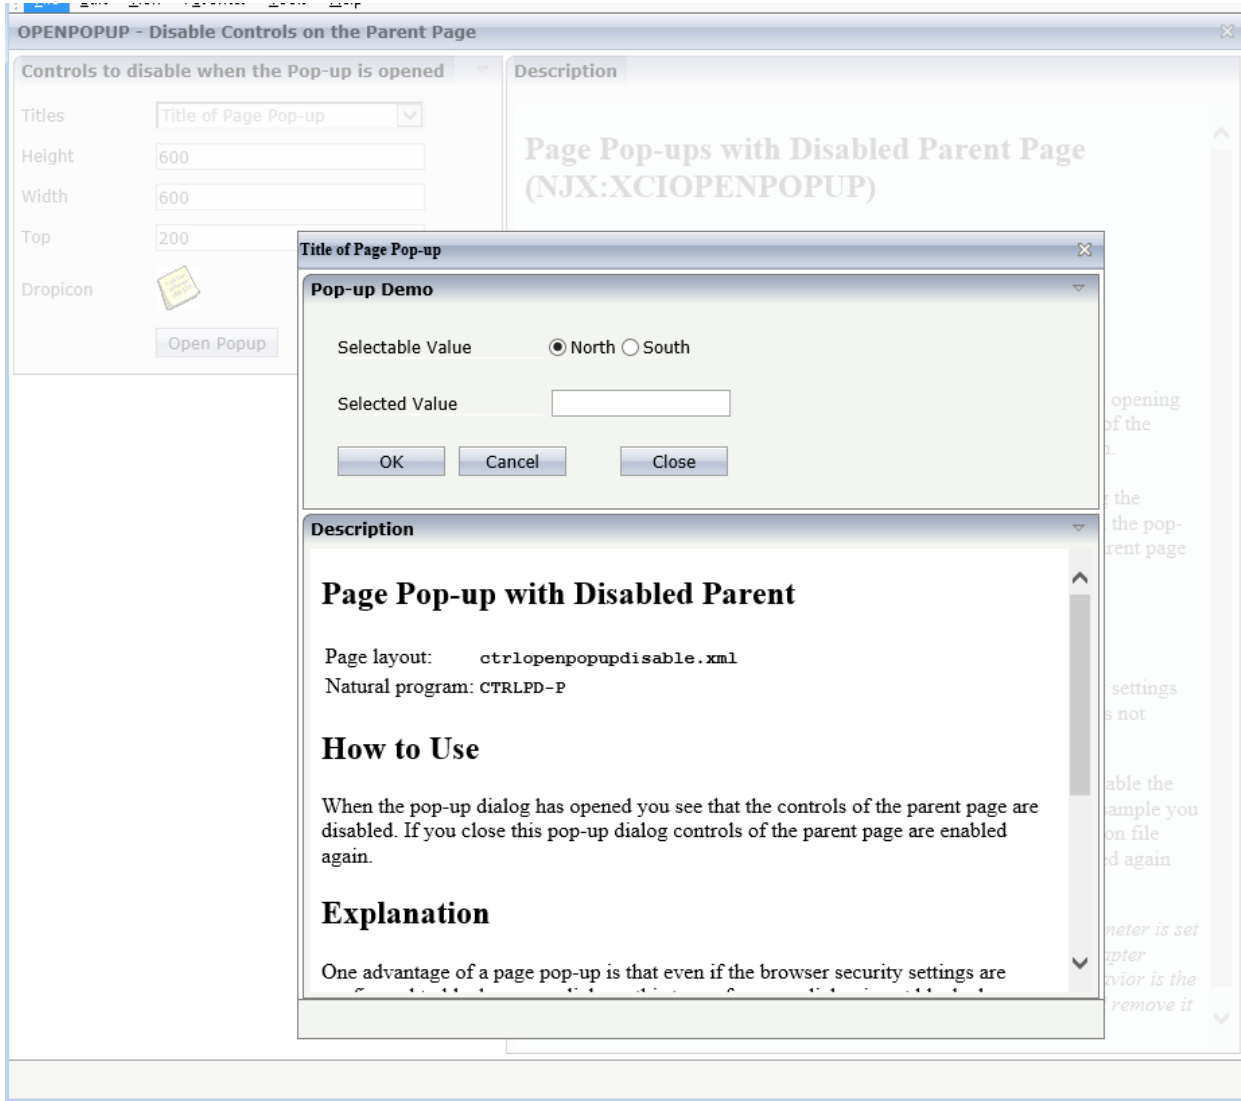 OPENPOPUP - Disable Controls on the Parent Page
Controls to disable when the Pop-up is opened
Titles
Title of Page Pop-up
Height
600
Width
600
Top
200
Dropicon
Open Popup
Description
Page Pop-ups with Disabled Parent Page
(NJX:XCIOPENPOPUP)
opening
of the
the
the pop-
rent page
settings
s not
able the
sample you
on file
ed again
meter is set
apter
avior is the
remove it
Title of Page Pop-up
Pop-up Demo
Selectable Value
North
South
Selected Value
OK
Cancel
Close
Description
Page Pop-up with Disabled Parent
Page layout: ctrlopenpopupdisable.xml
Natural program: CTRLPD-P
How to Use
When the pop-up dialog has opened you see that the controls of the parent page are
disabled. If you close this pop-up dialog controls of the parent page are enabled
again.
Explanation
One advantage of a page pop-up is that even if the browser security settings are